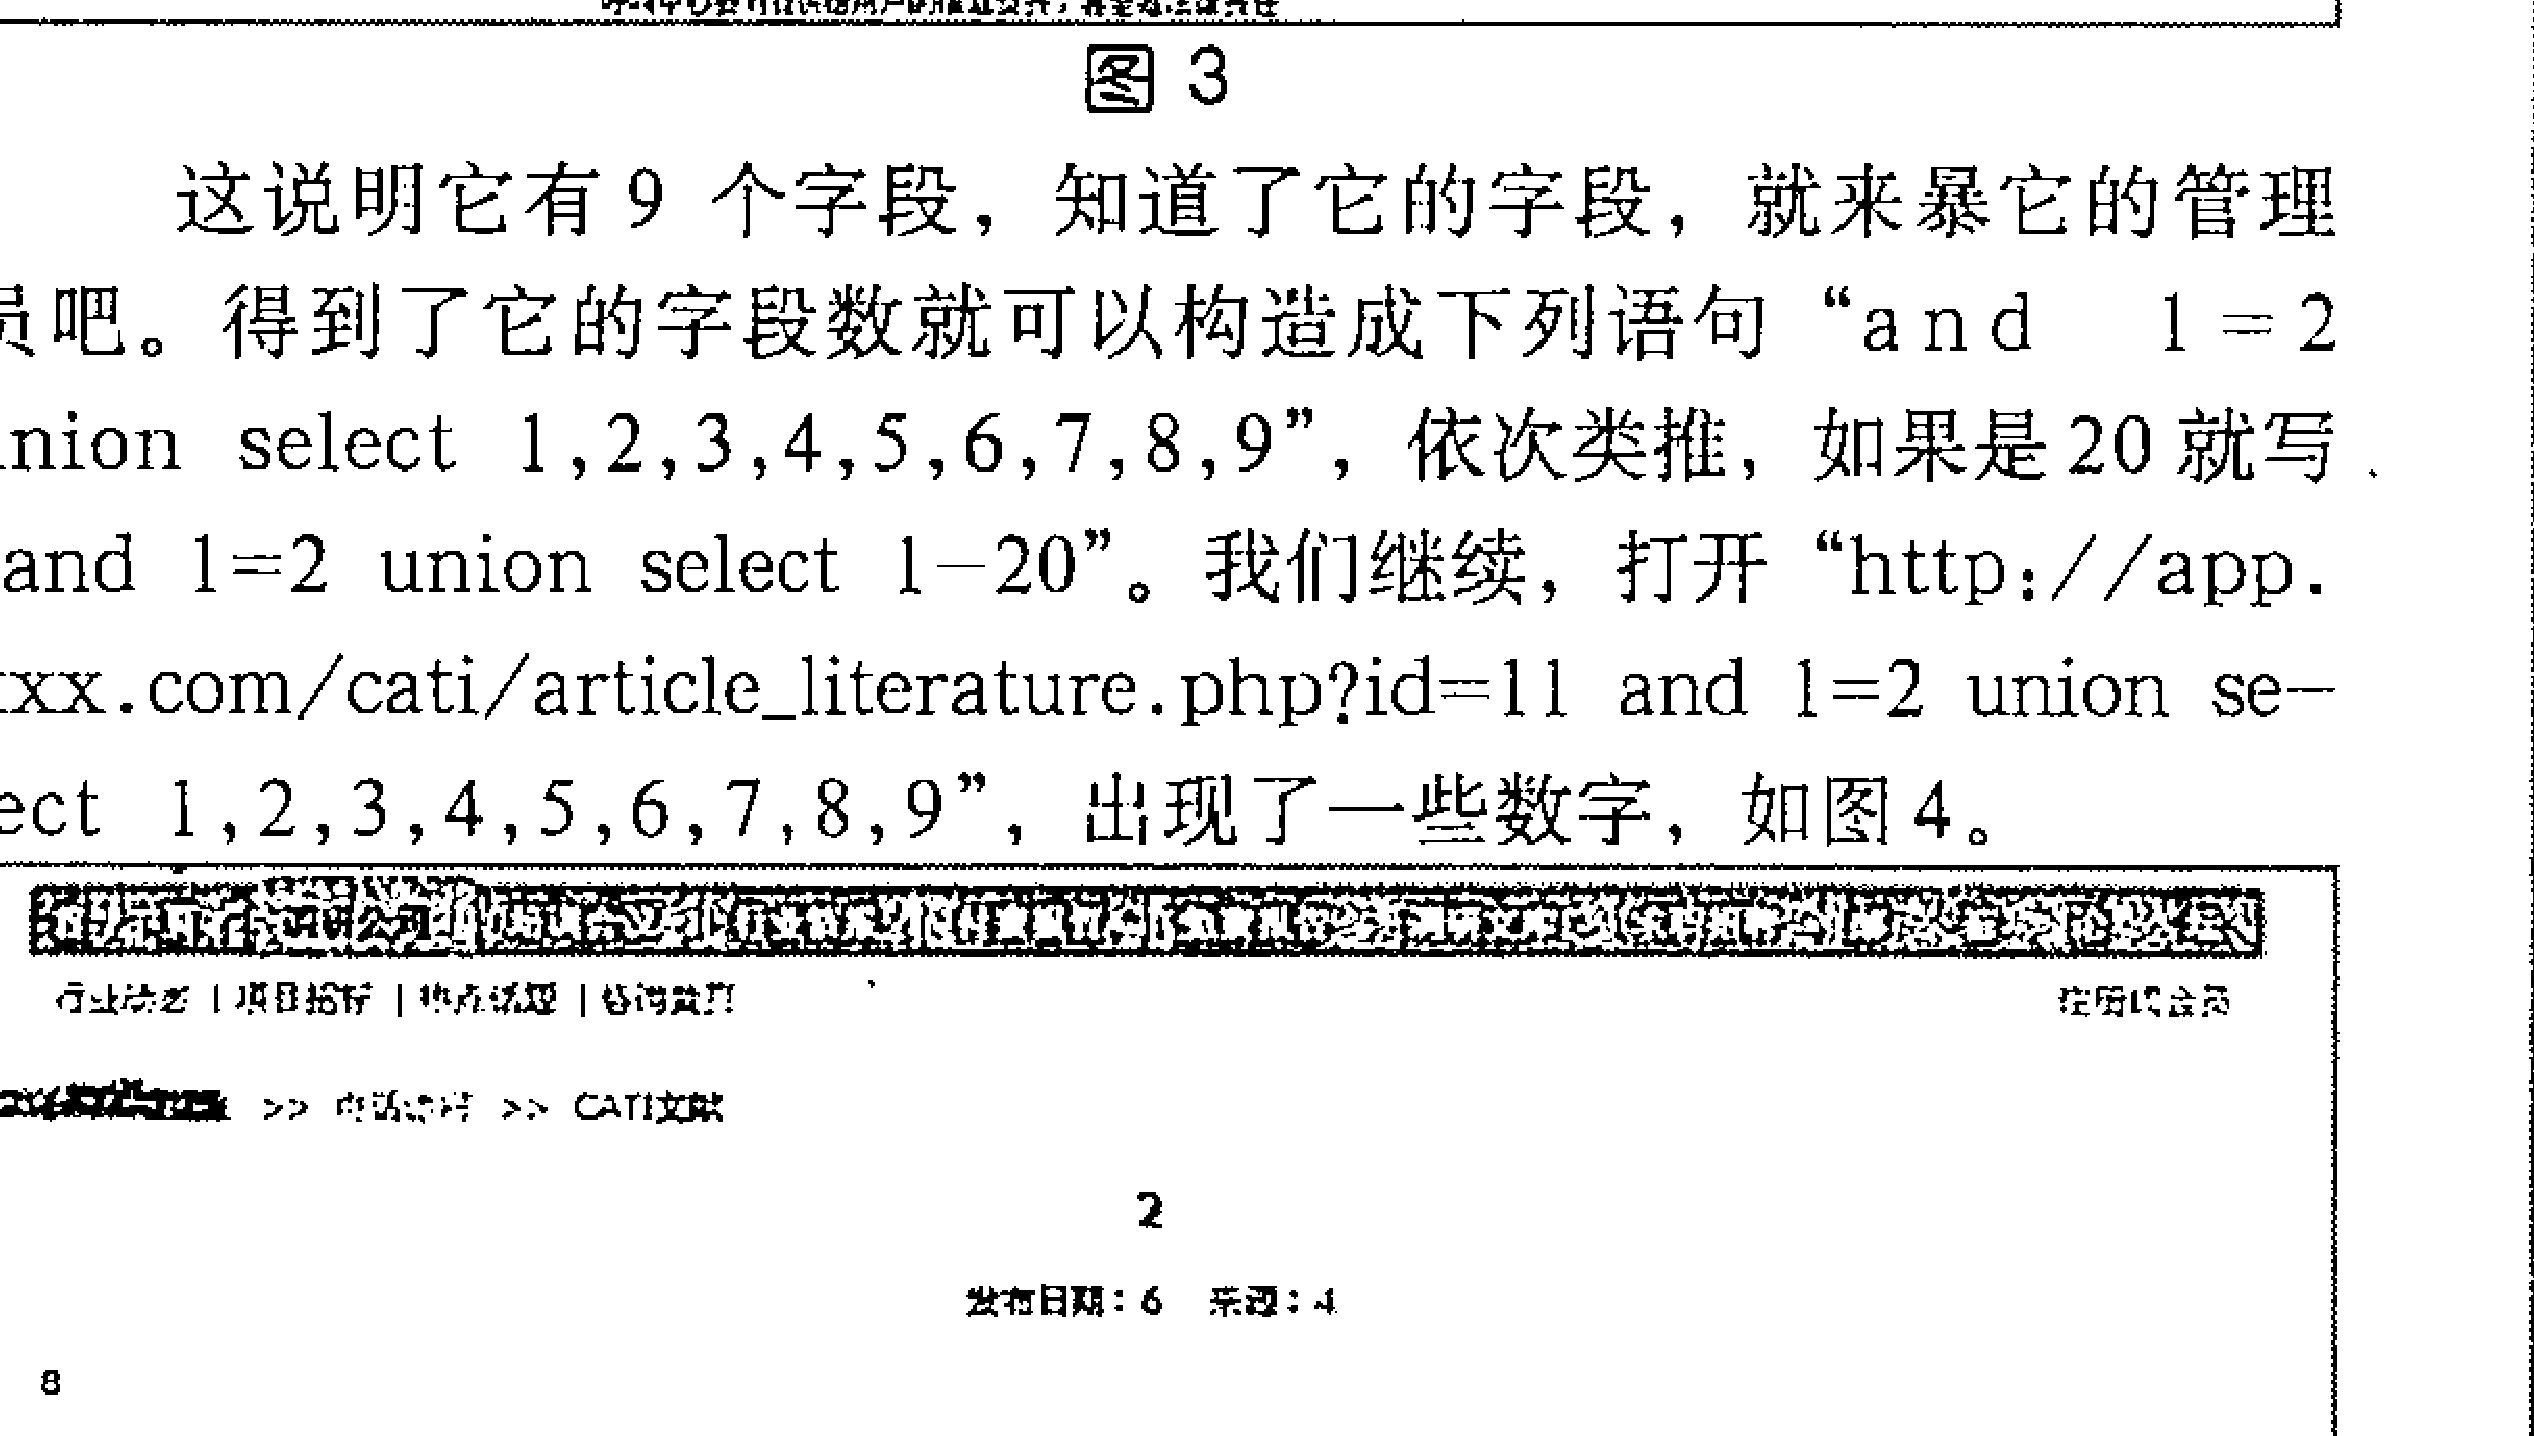 图 3
这说明它有 9 个字段，知道了它的字段，就来暴它的管理
员吧。得到了它的字段数就可以构造成下列语句“and 1=2
nion select 1,2,3,4,5,6,7,8,9”，依次类推，如果是20就写
and 1=2 union select 1-20”。我们继续，打开“http://app.
xx.com/cati/article_literature.php?id=11 and 1=2 union se-
ect 1,2,3,4,5,6,7,8,9”，出现了一些数字，如图4。
>> >> CATI文献
2
发布日期：6 来源：4
8